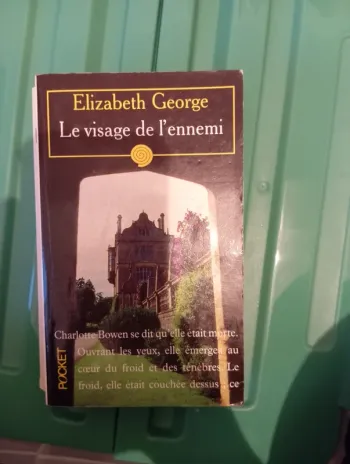 Elizabeth George
Le visage de l'ennemi
Charlotte Bowen se dit qu'elle était morte.
Ouvrant les yeux, elle émergea au
cœur du froid et des ténèbres. Le
froid, elle était couchée dessus : ce
POCKET